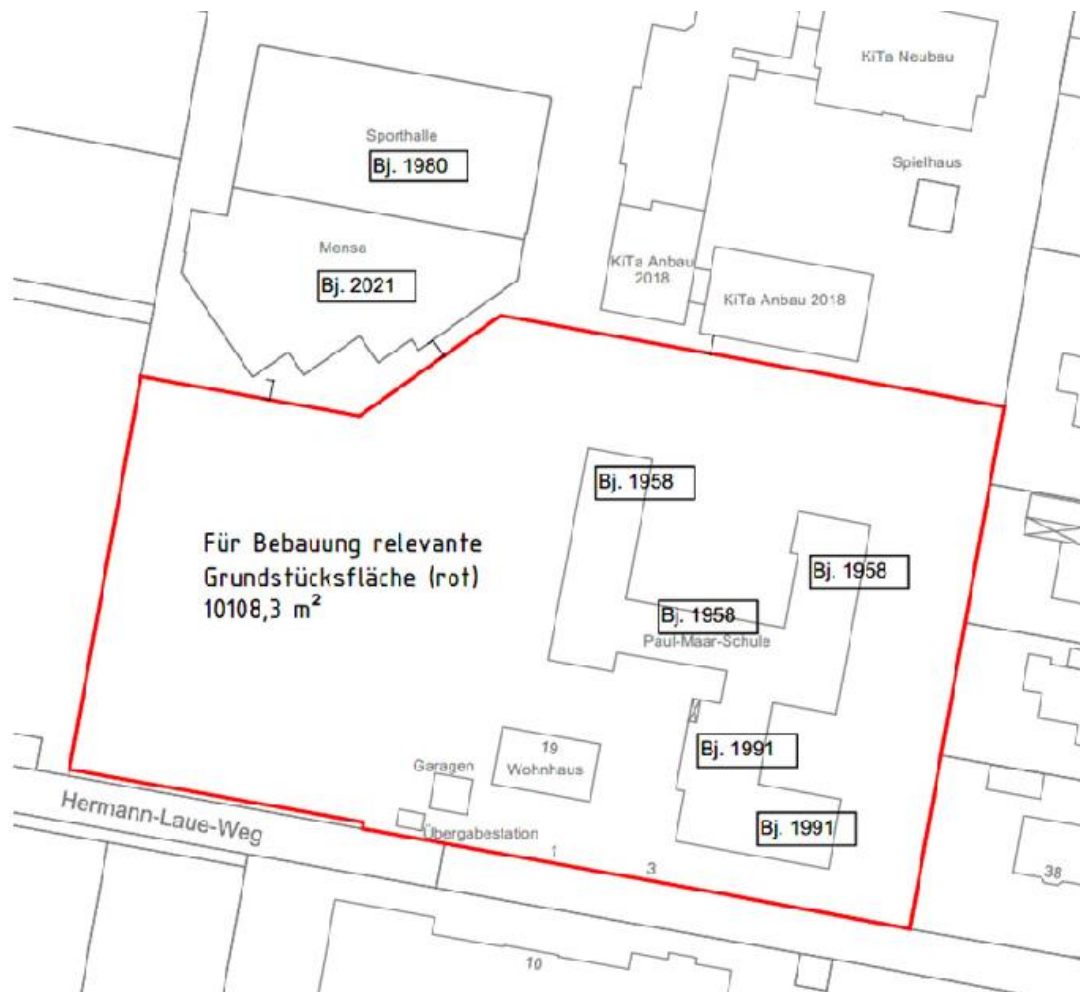 KiTa Neubau
Sporthalle
Bj. 1980
Spielhaus
Mensa
Bj. 2021
KiTa Anbau
2018
KiTa Anbau 2018
Bj. 1958
Für Bebauung relevante
Grundstücksfläche (rot)
10108,3 m²
Bj. 1958
Bj. 1958
Paul-Maar-Schule
19
Wohnhaus
Bj. 1991
Garagen
Hermann-Laue-Weg
Übergabestation
Bj. 1991
1
3
38
10